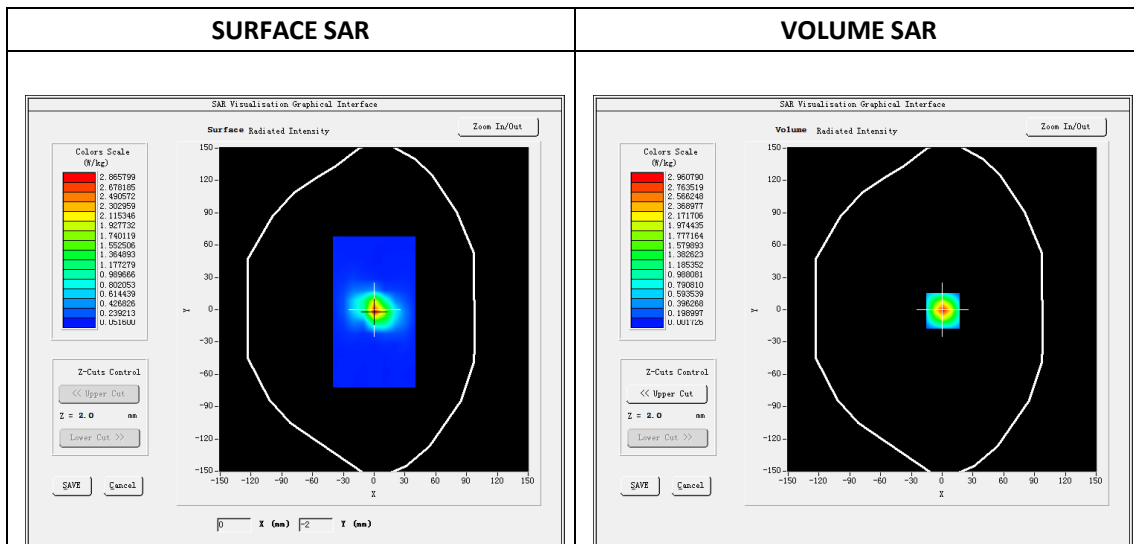 SURFACE SAR
VOLUME SAR
SAR Visualisation Graphical Interface
Surface Radiated Intensity
Zoom In/Out
Colors Scale
(W/kg)
2.865799
2.678185
2.490572
2.302959
2.115346
1.927732
1.740119
1.552506
1.364893
1.177279
0.989666
0.802053
0.614439
0.426826
0.239213
0.051600
Z-Cuts Control
<< Upper Cut
Z = 2.0 mm
Lower Cut >>
SAVE Cancel
150
120
90
60
30
0
-30
-60
-90
-120
-150
Y
-150 -120 -90 -60 -30 0 30 60 90 120 150
X
0 X (mm) -2 Y (mm)
SAR Visualisation Graphical Interface
Volume Radiated Intensity
Zoom In/Out
Colors Scale
(W/kg)
2.960790
2.763519
2.566248
2.368977
2.171706
1.974435
1.777164
1.579893
1.382623
1.185352
0.988081
0.790810
0.593539
0.396268
0.198997
0.001726
Z-Cuts Control
<< Upper Cut
Z = 2.0 mm
Lower Cut >>
SAVE Cancel
150
120
90
60
30
0
-30
-60
-90
-120
-150
Y
-150 -120 -90 -60 -30 0 30 60 90 120 150
X